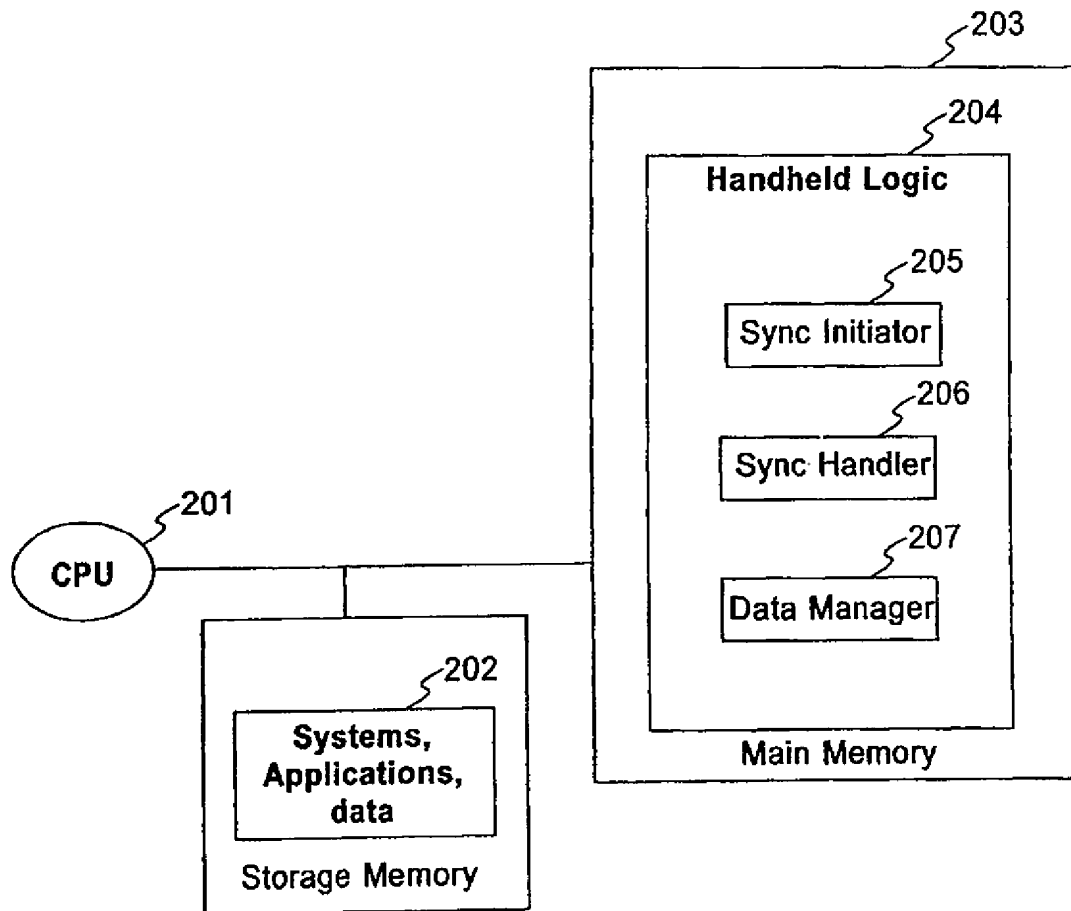 203
204
Handheld Logic
205
Sync Initiator
206
Sync Handler
207
Data Manager
Main Memory
201
CPU
202
Systems,
Applications,
data
Storage Memory